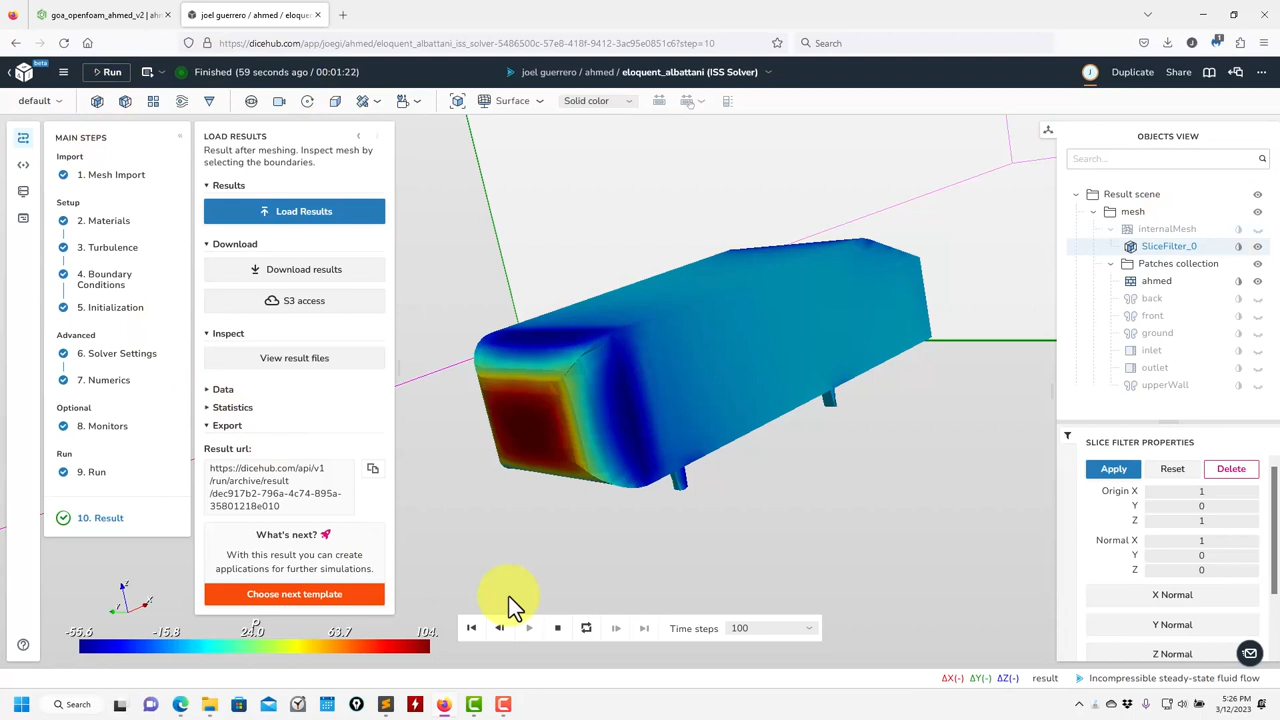 goa_openfoam_ahmed_v2 | ahm
joel guerrero / ahmed / eloquen
https://dicehub.com/app/joegi/ahmed/eloquent_albattani_iss_solver-
?step=10
Search
beta
Run
Finished (59 seconds ago / 00:01:22)
joel guerrero / ahmed / eloquent_albattani (ISS Solver)
J
Duplicate
Share
default
Surface
Solid color
MAIN STEPS
Import
1. Mesh Import
Setup
2. Materials
3. Turbulence
4. Boundary
Conditions
5. Initialization
Advanced
6. Solver Settings
7. Numerics
Optional
8. Monitors
Run
9. Run
10. Result
LOAD RESULTS
Result after meshing. Inspect mesh by
selecting the boundaries.
Results
Load Results
Download
Download results
S3 access
Inspect
View result files
Data
Statistics
Export
Result url:
https://dicehub.com/api/v1
/run/archive/result
/dec917b2-796a-4c74-895a-
35801218e010
What's next?
With this result you can create
applications for further simulations.
Choose next template
P
-55.6
-15.8
24.0
63.7
104.
Time steps
100
OBJECTS VIEW
Search...
Result scene
mesh
internalMesh
SliceFilter_0
Patches collection
ahmed
back
front
ground
inlet
outlet
upperWall
SLICE FILTER PROPERTIES
Apply
Reset
Delete
Origin X
1
Y
0
Z
1
Normal X
1
Y
0
Z
0
X Normal
Y Normal
Z Normal
ΔX(-)
ΔY(-)
ΔZ(-)
result
Incompressible steady-state fluid flow
Search
5:26 PM
3/12/2023